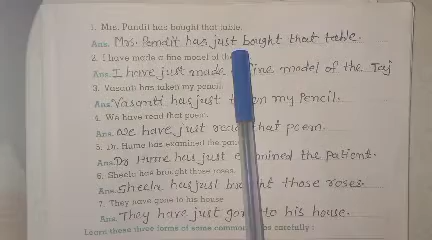 1. Mrs. Pandit has bought that table.
Ans. Mrs. Pandit has just bought that table.
2. I have made a fine model of
Ans. I have just made fine model of the Taj
3. Vasanti has taken my pencil.
Ans. Vasanti has just my Pencil.
4. We have read that poem.
Ans. We have just that poem.
5. Dr. Hume has examined the
Ans. Dr Hume has just the patient.
6. Sheela has brought those roses.
Ans. Sheela has just those roses.
7. They have gone to his house
Ans. They have just to his house.
Learn these three forms of some common carefully :